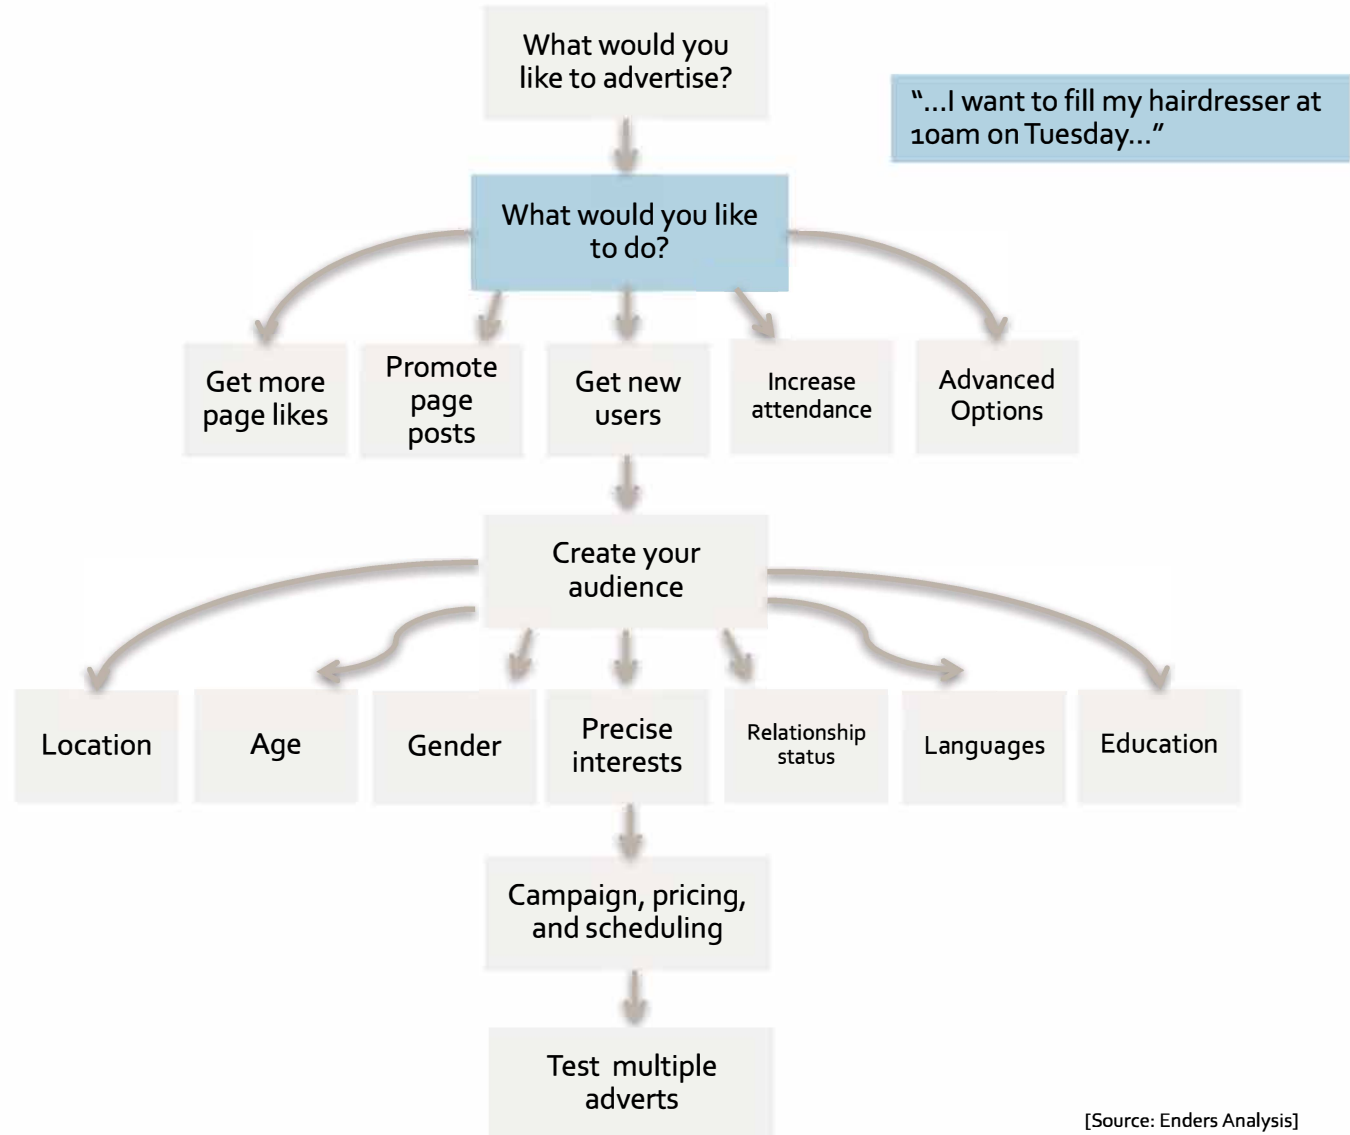 What would you
like to advertise?
“...I want to fill my hairdresser at
10am on Tuesday...”
What would you like
to do?
Get more
page likes
Promote
page
posts
Get new
users
Increase
attendance
Advanced
Options
Create your
audience
Location
Age
Gender
Precise
interests
Relationship
status
Languages
Education
Campaign, pricing,
and scheduling
Test multiple
adverts
[Source: Enders Analysis]